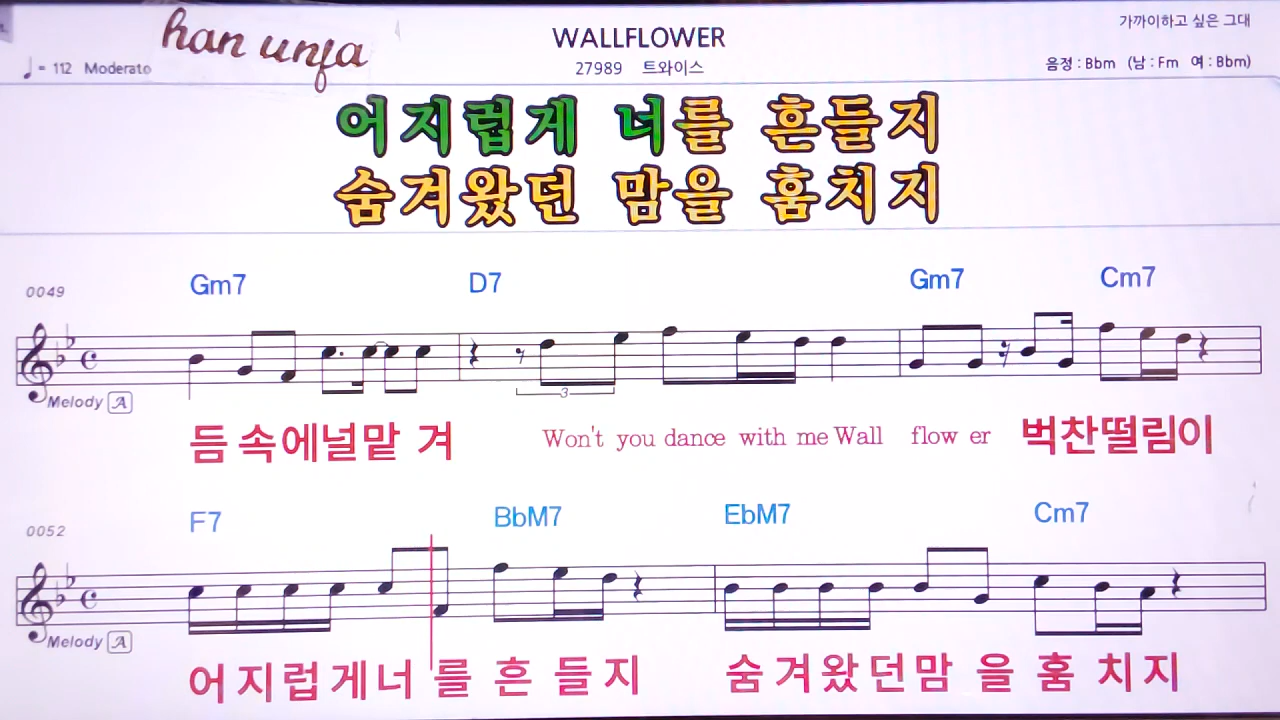 han unja
WALLFLOWER
가까이하고 싶은 그대
♩= 112 Moderato
27989 트와이스
음정 : Bbm (남 : Fm 여 : Bbm)
어지럽게 너를 흔들지
숨겨왔던 맘을 훔치지
0049
Gm7 D7 Gm7 Cm7
3
Melody A
듬 속에널맡 겨 Won't you dance with me Wall flow er 벅찬떨림이
0052
F7 BbM7 EbM7 Cm7
Melody A
어지럽게너 를 흔 들지 숨겨왔던맘 을 훔 치지